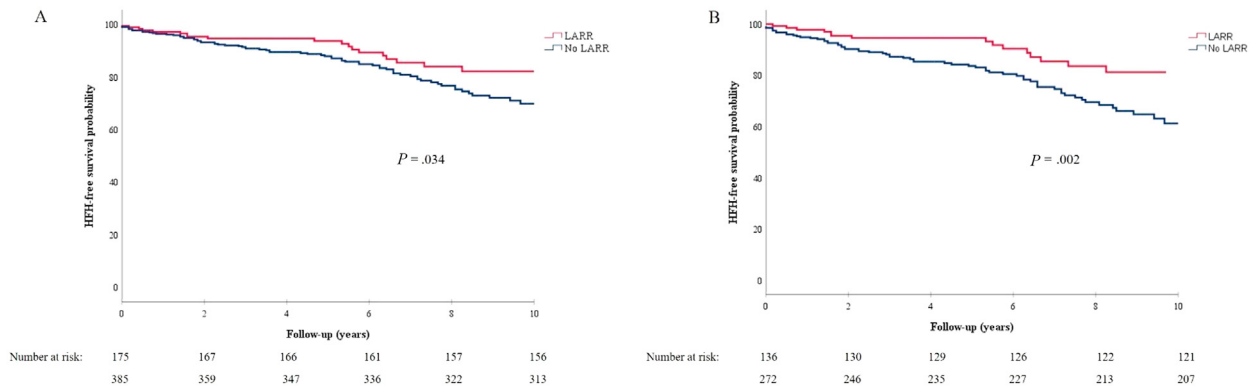 A
100
80
60
40
20
0
HFH-free survival probability
LARR
No LARR
P = .034
0 2 4 6 8 10
Follow-up (years)
Number at risk: 175 167 166 161 157 156
385 359 347 336 322 313
B
100
80
60
40
20
0
HFH-free survival probability
LARR
No LARR
P = .002
0 2 4 6 8 10
Follow-up (years)
Number at risk: 136 130 129 126 122 121
272 246 235 227 213 207